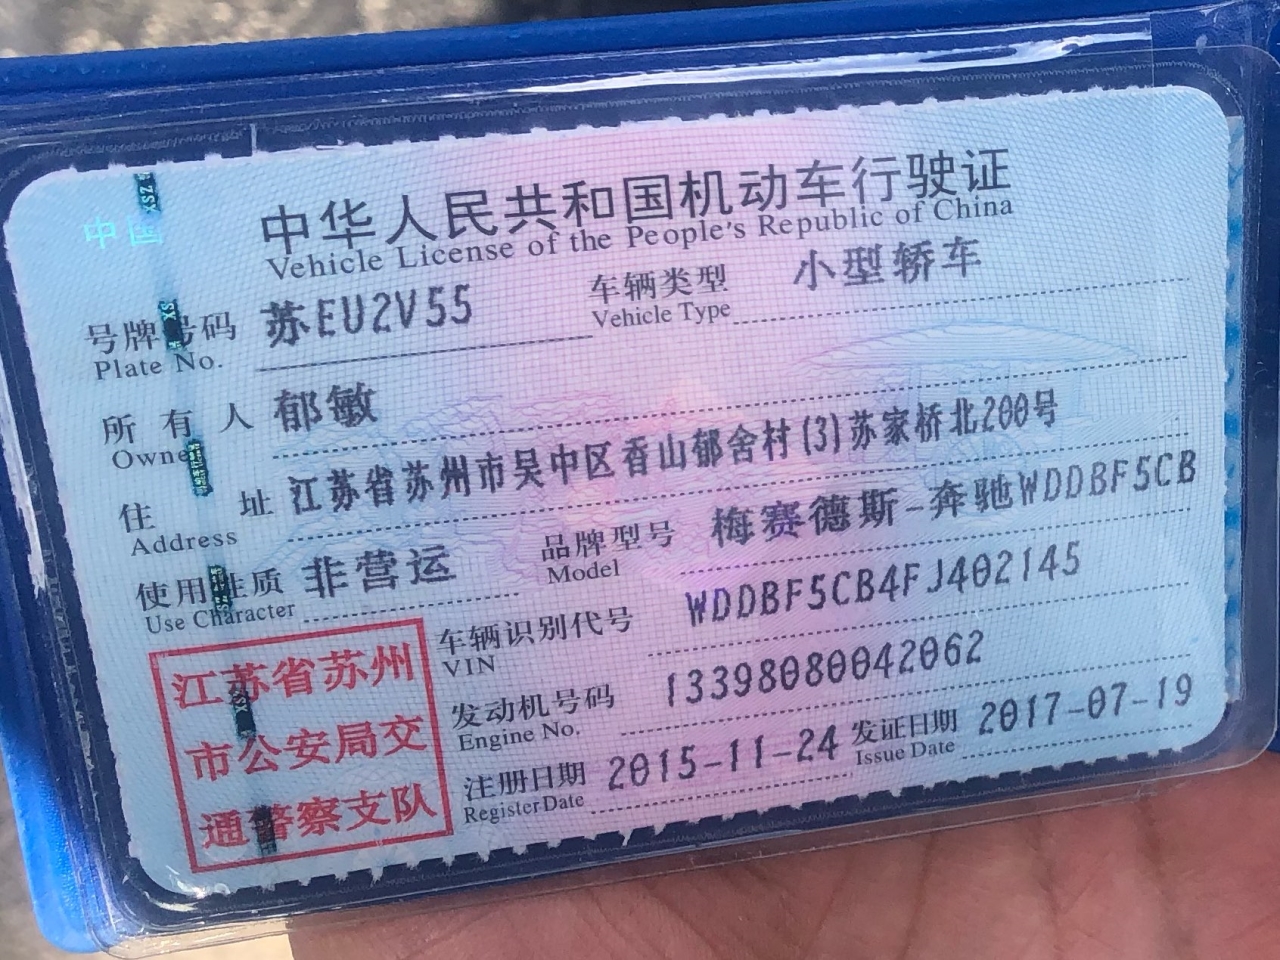 中国
中华人民共和国机动车行驶证
Vehicle License of the People's Republic of China
号牌号码 苏EU2V55 车辆类型 小型轿车
Plate No. Vehicle Type
所有人 郁敏
Owner
住址 江苏省苏州市吴中区香山郁舍村(3)苏家桥北200号
Address
使用性质 非营运 品牌型号 梅赛德斯-奔驰WDDBF5CB
Use Character Model
车辆识别代号 WDDBF5CB4FJ402145
VIN
发动机号码 13398080042062
Engine No.
注册日期 2015-11-24 发证日期 2017-07-19
Register Date Issue Date
江苏省苏州
市公安局交
通警察支队